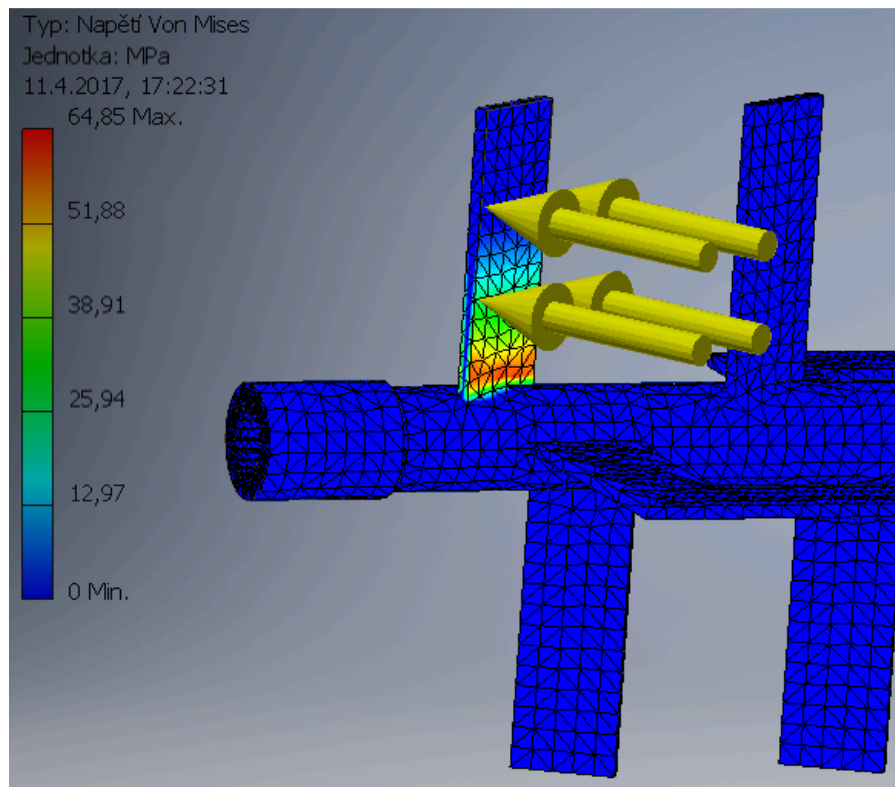 Typ: Napětí Von Mises
Jednotka: MPa
11.4.2017, 17:22:31
64,85 Max.
51,88
38,91
25,94
12,97
0 Min.